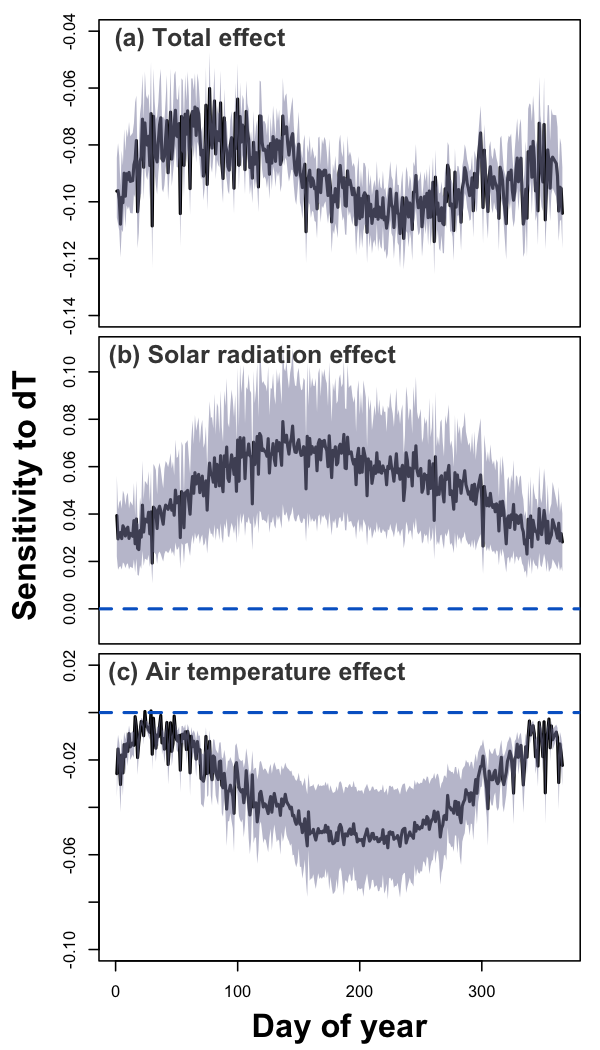 (a) Total effect
-0.04
-0.06
-0.08
-0.10
-0.12
-0.14
(b) Solar radiation effect
0.10
0.08
0.06
0.04
0.02
0.00
Sensitivity to dT
(c) Air temperature effect
0.02
-0.02
-0.06
-0.10
0 100 200 300
Day of year